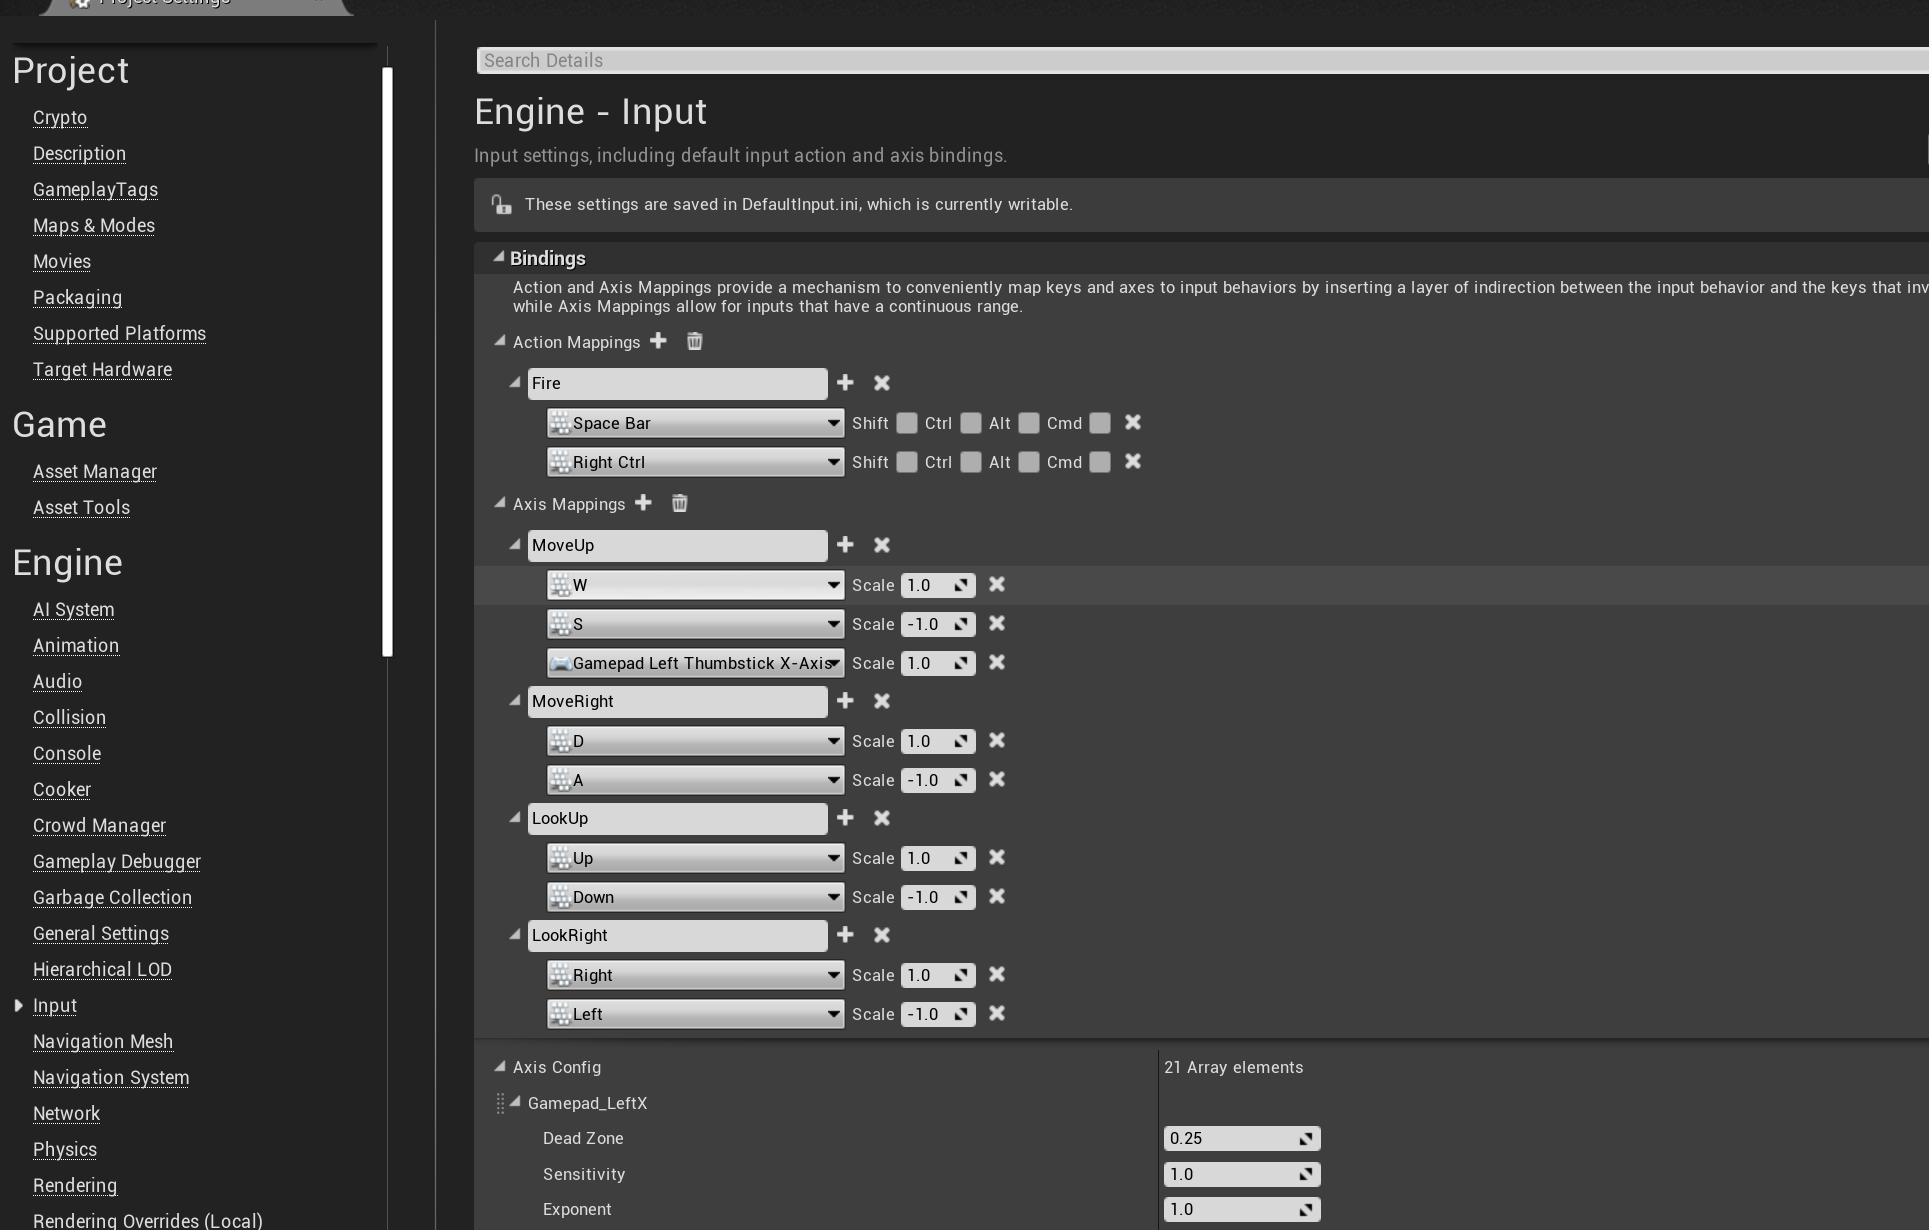 Project Settings
Project
Crypto
Description
GameplayTags
Maps & Modes
Movies
Packaging
Supported Platforms
Target Hardware
Game
Asset Manager
Asset Tools
Engine
AI System
Animation
Audio
Collision
Console
Cooker
Crowd Manager
Gameplay Debugger
Garbage Collection
General Settings
Hierarchical LOD
Input
Navigation Mesh
Navigation System
Network
Physics
Rendering
Rendering Overrides (Local)
Search Details
Engine - Input
Input settings, including default input action and axis bindings.
These settings are saved in DefaultInput.ini, which is currently writable.
Bindings
Action and Axis Mappings provide a mechanism to conveniently map keys and axes to input behaviors by inserting a layer of indirection between the input behavior and the keys that inv
while Axis Mappings allow for inputs that have a continuous range.
Action Mappings
Fire
Space Bar Shift Ctrl Alt Cmd
Right Ctrl Shift Ctrl Alt Cmd
Axis Mappings
MoveUp
W Scale 1.0
S Scale -1.0
Gamepad Left Thumbstick X-Axis Scale 1.0
MoveRight
D Scale 1.0
A Scale -1.0
LookUp
Up Scale 1.0
Down Scale -1.0
LookRight
Right Scale 1.0
Left Scale -1.0
Axis Config 21 Array elements
Gamepad_LeftX
Dead Zone 0.25
Sensitivity 1.0
Exponent 1.0